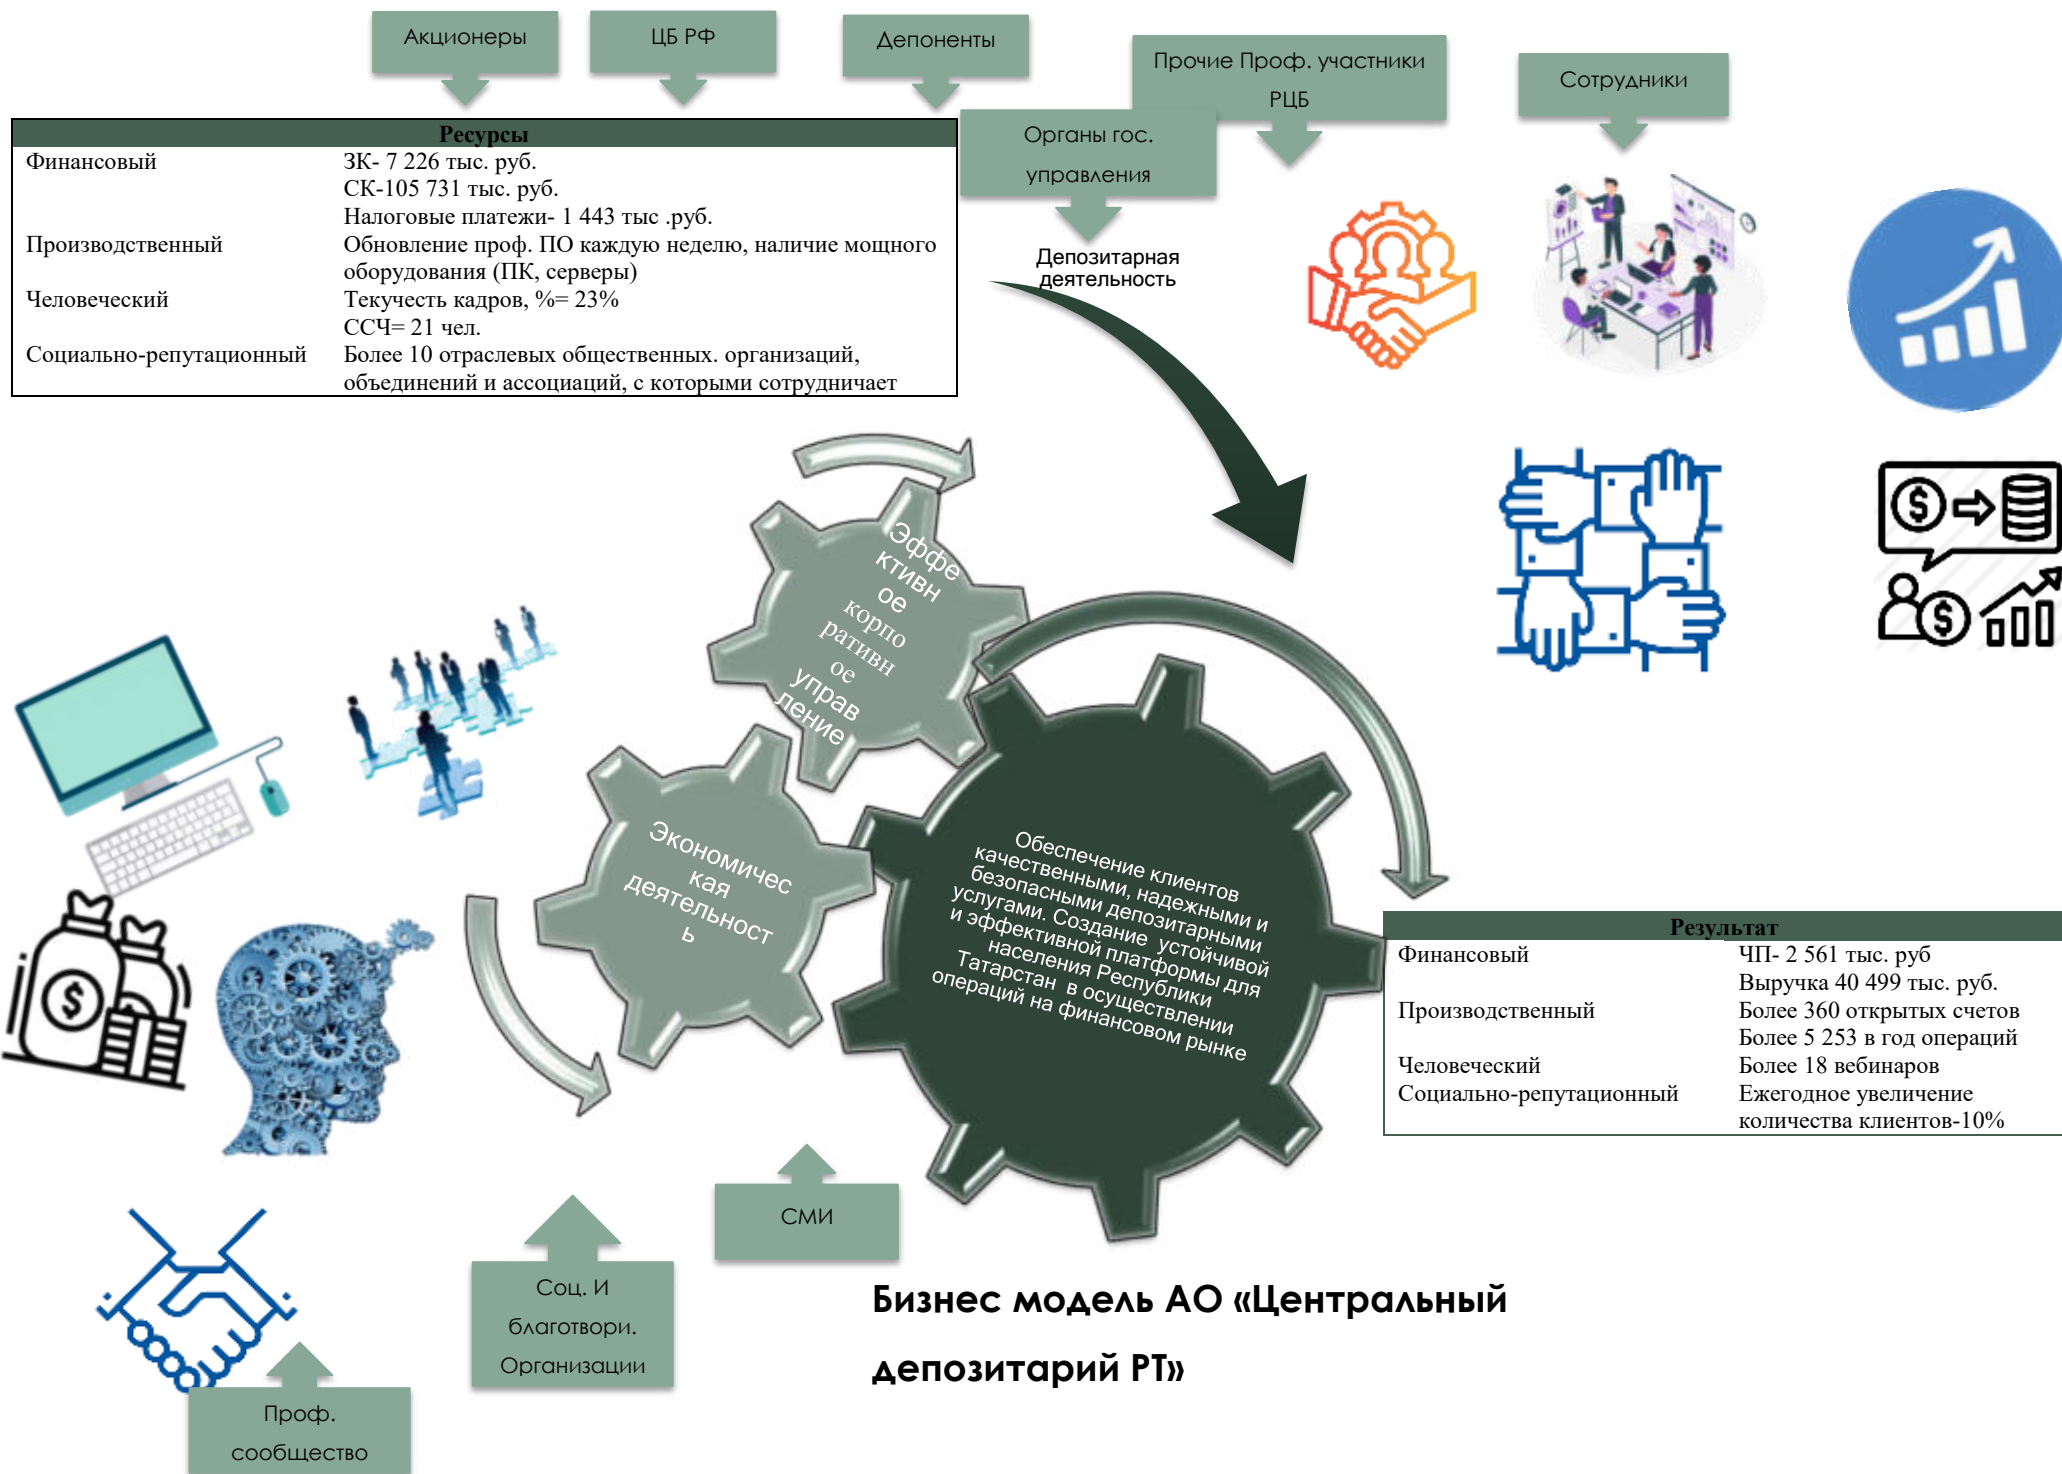 Акционеры
ЦБ РФ
Депоненты
Прочие Проф. участники
РЦБ
Сотрудники
Органы гос.
управления
Ресурсы
Финансовый ЗК- 7 226 тыс. руб.
СК-105 731 тыс. руб.
Налоговые платежи- 1 443 тыс .руб.
Производственный Обновление проф. ПО каждую неделю, наличие мощного
оборудования (ПК, серверы)
Человеческий Текучесть кадров, %= 23%
ССЧ= 21 чел.
Социально-репутационный Более 10 отраслевых общественных. организаций,
объединений и ассоциаций, с которыми сотрудничает
Депозитарная
деятельность
Эффе
ктивн
ое
корпо
ративн
ое
управ
ление
Экономичес
кая
деятельност
ь
Обеспечение клиентов
качественными, надежными и
безопасными депозитарными
услугами. Создание устойчивой
и эффективной платформы для
населения Республики
Татарстан в осуществлении
операций на финансовом рынке
Результат
Финансовый ЧП- 2 561 тыс. руб
Выручка 40 499 тыс. руб.
Производственный Более 360 открытых счетов
Более 5 253 в год операций
Человеческий Более 18 вебинаров
Социально-репутационный Ежегодное увеличение
количества клиентов-10%
СМИ
Соц. И
благотвори.
Организации
Проф.
сообщество
Бизнес модель АО «Центральный
депозитарий РТ»